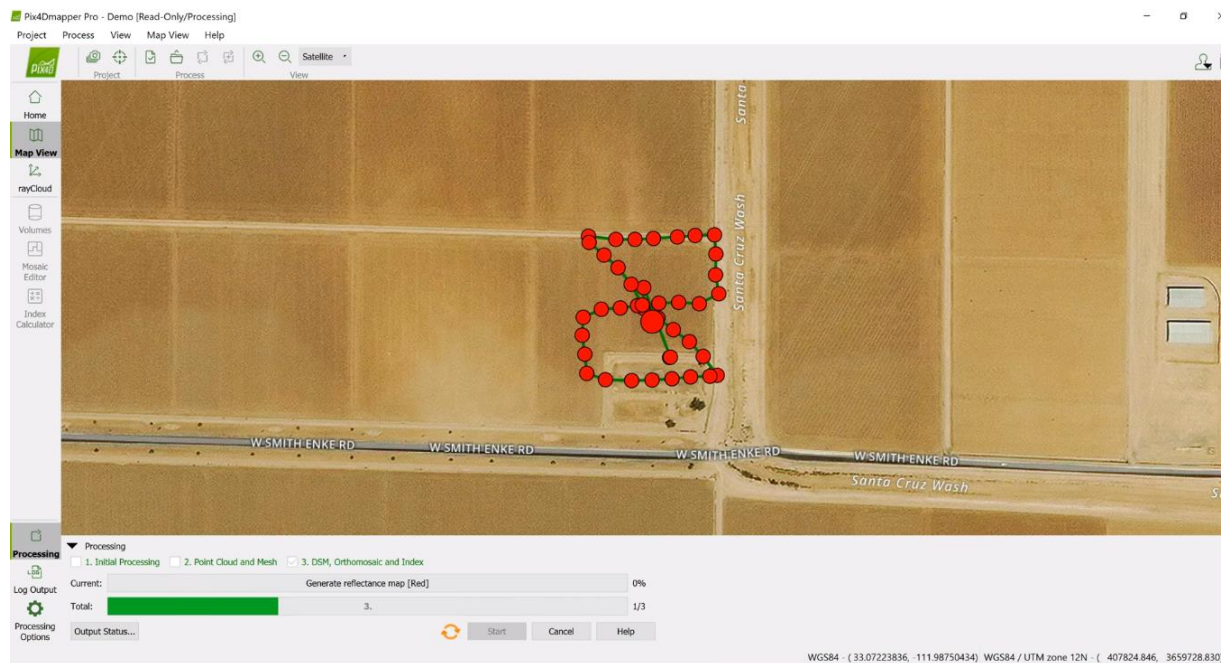 Pix4Dmapper Pro - Demo [Read-Only/Processing]
Project Process View Map View Help
PIX4D
Satellite
Project Process View
Home
Map View
rayCloud
Volumes
Mosaic
Editor
Index
Calculator
Santa
Santa Cruz Wash
W SMITH ENKE RD W SMITH ENKE RD W SMITH ENKE RD W SMITH ENKE RD
Santa Cruz Wash
Processing
Log Output
Processing
Options
Processing
1. Initial Processing 2. Point Cloud and Mesh 3. DSM, Orthomosaic and Index
Current: Generate reflectance map [Red] 0%
Total: 3. 1/3
Output Status... Start Cancel Help
WGS84 - ( 33.07223836, -111.98750434) WGS84 / UTM zone 12N - ( 407824.846, 3659728.830)